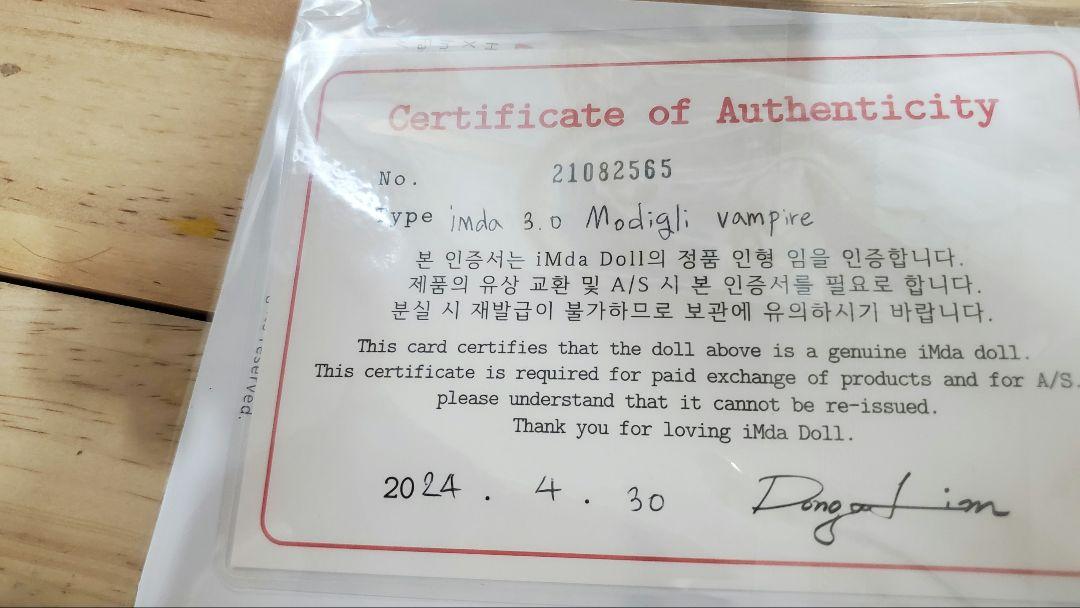 Certificate of Authenticity
No. 21082565
Type imda 3.0 Modigli vampire
본 인증서는 iMda Doll의 정품 인형 임을 인증합니다.
제품의 유상 교환 및 A/S 시 본 인증서를 필요로 합니다.
분실 시 재발급이 불가하므로 보관에 유의하시기 바랍니다.
This card certifies that the doll above is a genuine iMda doll.
This certificate is required for paid exchange of products and for A/S.
please understand that it cannot be re-issued.
Thank you for loving iMda Doll.
2024 . 4 . 30
reserved.